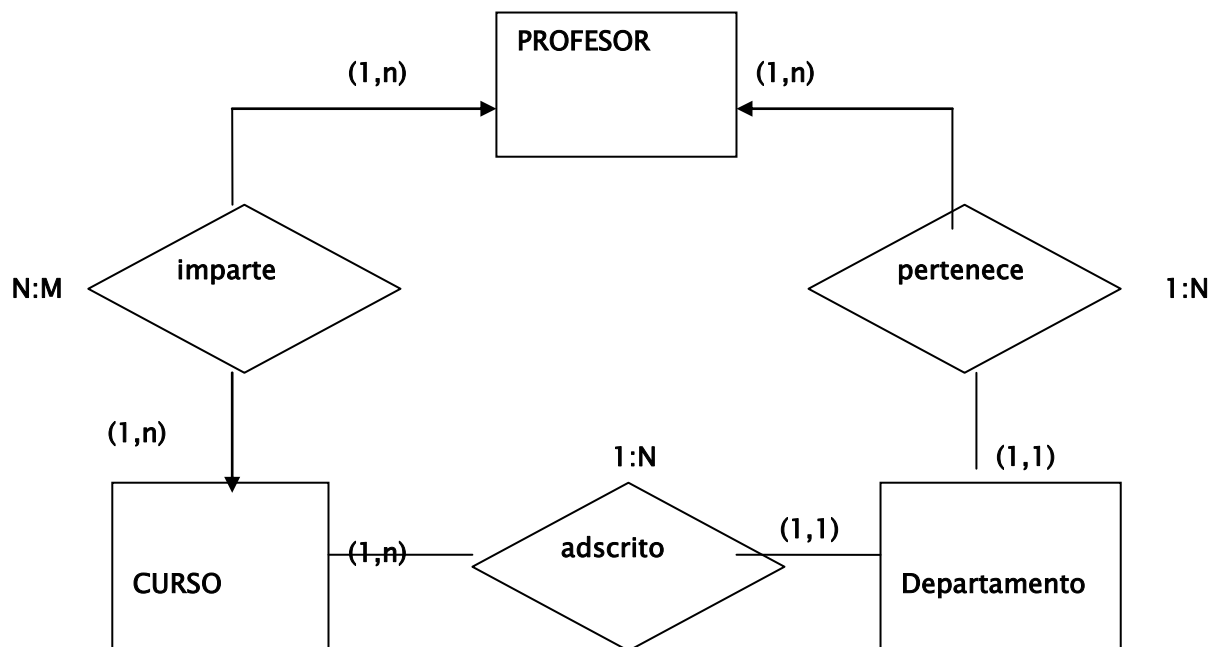 PROFESOR
(1,n)
(1,n)
imparte
pertenece
N:M
1:N
(1,n)
1:N
(1,1)
(1,n)
adscrito
(1,1)
CURSO
Departamento